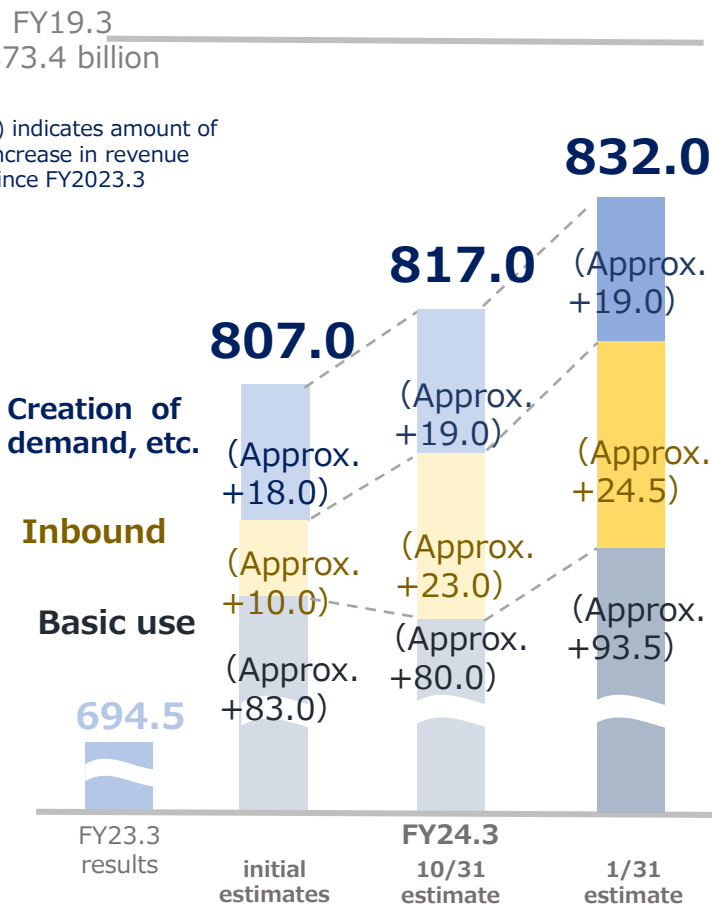 FY19.3
73.4 billion
) indicates amount of
crease in revenue
ince FY2023.3
832.0
817.0
807.0
(Approx.
+19.0)
(Approx.
+19.0)
Creation of
demand, etc.
(Approx.
+18.0)
(Approx.
+24.5)
Inbound
(Approx.
+23.0)
(Approx.
+10.0)
Basic use
(Approx.
+93.5)
(Approx.
+80.0)
(Approx.
+83.0)
694.5
FY23.3
results
FY24.3
initial
estimates
10/31
estimate
1/31
estimate